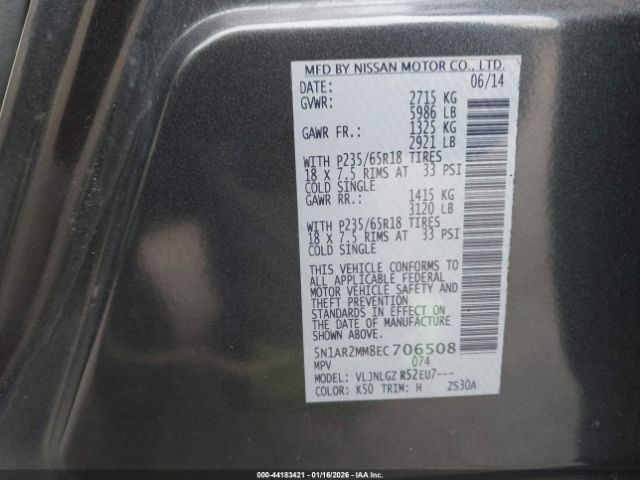 MFD BY NISSAN MOTOR CO., LTD.
DATE: 06/14
GVWR: 2715 KG
5986 LB
GAWR FR.: 1325 KG
2921 LB
WITH P235/65R18 TIRES
18 X 7.5 RIMS AT 33 PSI
COLD SINGLE
GAWR RR.: 1415 KG
3120 LB
WITH P235/65R18 TIRES
18 X 7.5 RIMS AT 33 PSI
COLD SINGLE
THIS VEHICLE CONFORMS TO
ALL APPLICABLE FEDERAL
MOTOR VEHICLE SAFETY AND
THEFT PREVENTION
STANDARDS IN EFFECT ON
THE DATE OF MANUFACTURE
SHOWN ABOVE.
5N1AR2MM8EC706508
MPV 074
MODEL: VLJNLGZ R52EU7---
COLOR: K50 TRIM: H ZS30A
000-44183421 - 01/16/2026 - IAA Inc.